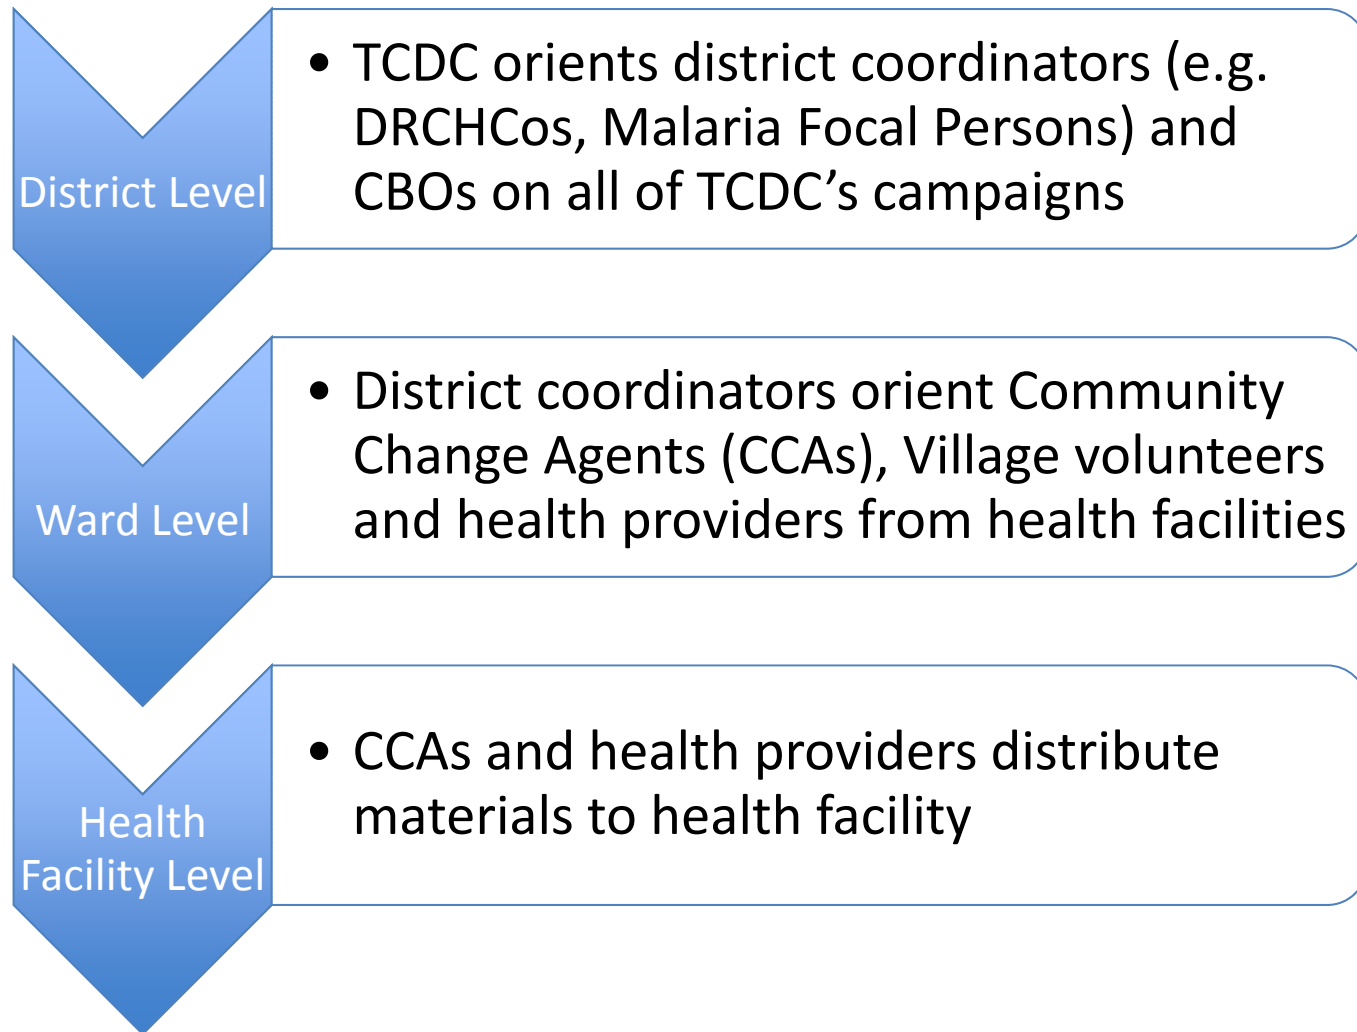 District Level
• TCDC orients district coordinators (e.g.
DRCHCos, Malaria Focal Persons) and
CBOs on all of TCDC’s campaigns
Ward Level
• District coordinators orient Community
Change Agents (CCAs), Village volunteers
and health providers from health facilities
Health
Facility Level
• CCAs and health providers distribute
materials to health facility